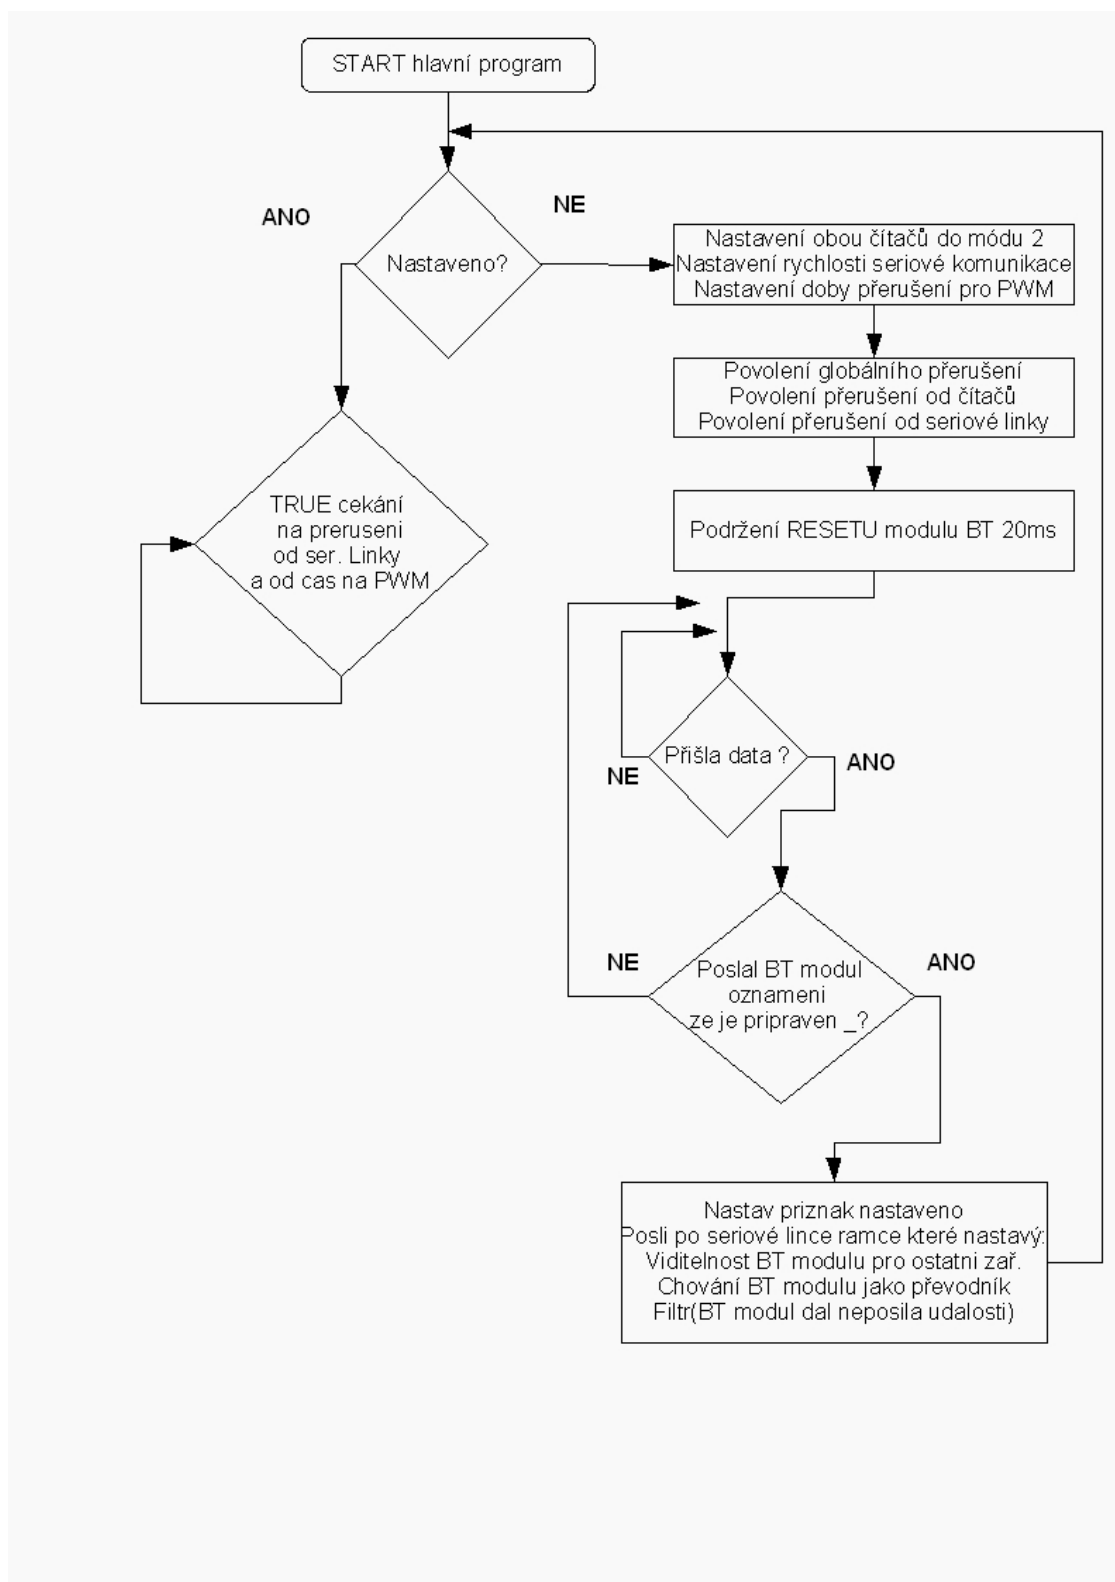 START hlavní program
ANO
NE
Nastaveno?
Nastavení obou čítačů do módu 2
Nastavení rychlosti seriové komunikace
Nastavení doby přerušení pro PWM
Povolení globálního přerušení
Povolení přerušení od čítačů
Povolení přerušení od seriové linky
TRUE cekání
na preruseni
od ser. Linky
a od cas na PWM
Podržení RESETU modulu BT 20ms
Přišla data ?
NE
ANO
NE
ANO
Poslal BT modul
oznameni
ze je pripraven _?
Nastav priznak nastaveno
Posli po seriové lince ramce které nastavý:
Viditelnost BT modulu pro ostatni zař.
Chování BT modulu jako převodník
Filtr(BT modul dal neposila udalosti)